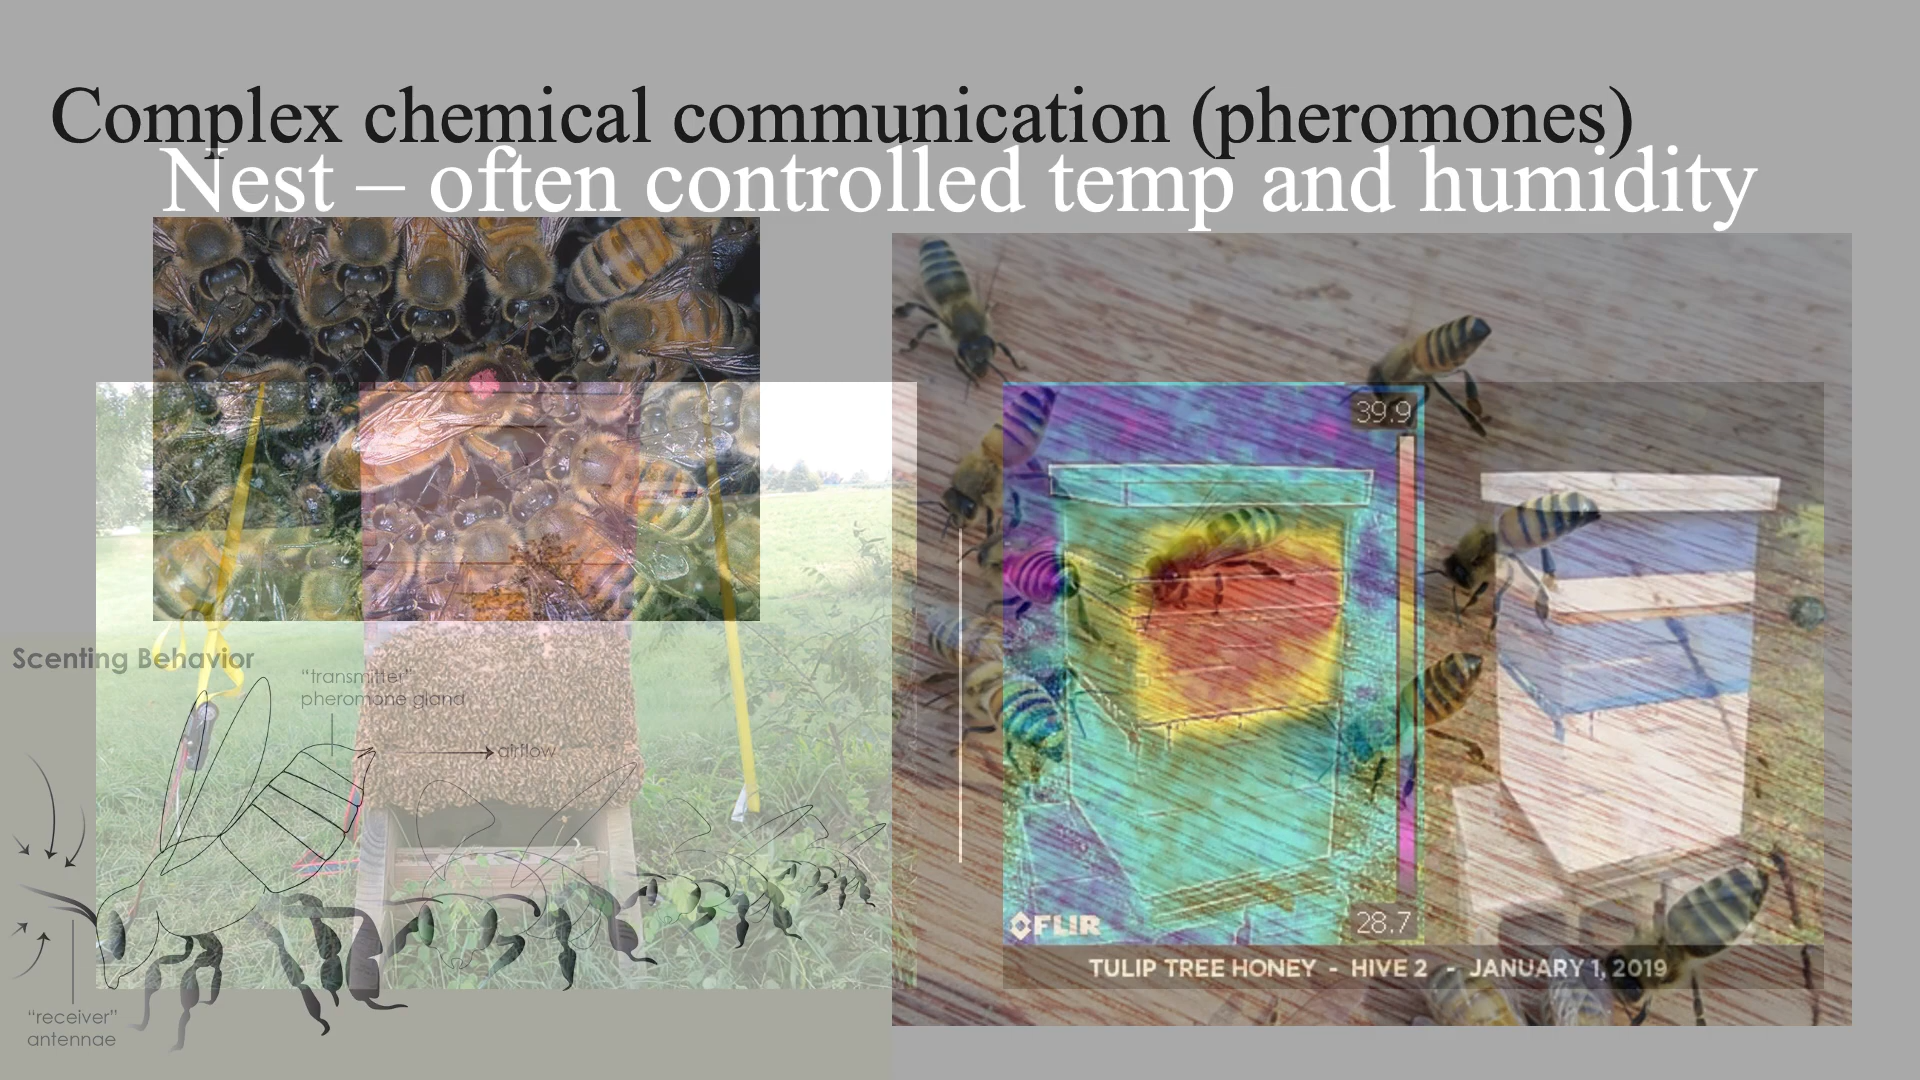 Complex chemical communication (pheromones)
Nest – often controlled temp and humidity
39.9
Scenting Behavior
“transmitter”
pheromone gland
airflow
FLIR
28.7
TULIP TREE HONEY - HIVE 2 - JANUARY 1, 2019
“receiver”
antennae